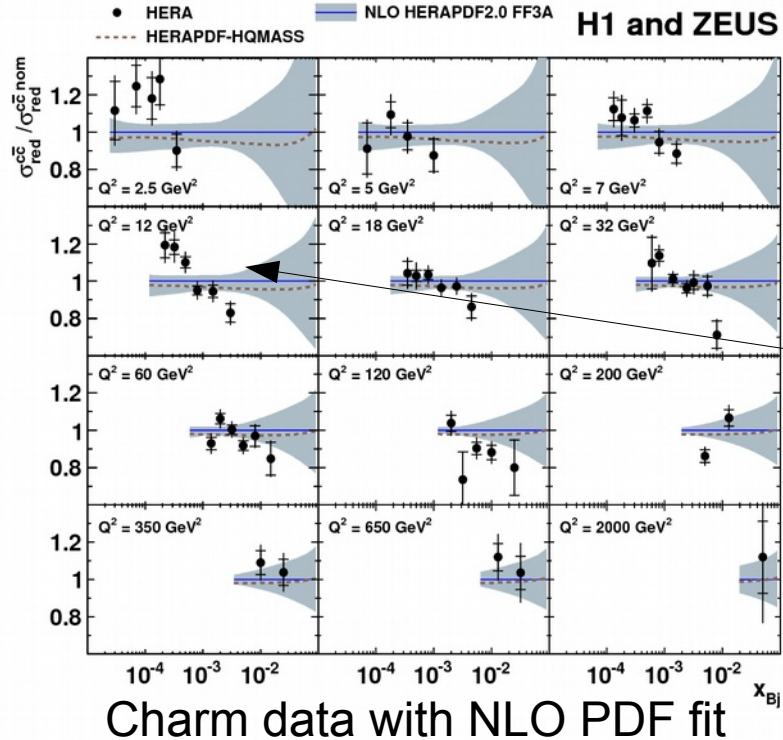 HERA
NLO HERAPDF2.0 FF3A
H1 and ZEUS
HERAPDF-HQMASS
σ_red^cc̄ / σ_red^cc̄ nom
1.2
1
0.8
Q² = 2.5 GeV²
Q² = 5 GeV²
Q² = 7 GeV²
1.2
1
0.8
Q² = 12 GeV²
Q² = 18 GeV²
Q² = 32 GeV²
1.2
1
0.8
Q² = 60 GeV²
Q² = 120 GeV²
Q² = 200 GeV²
1.2
1
0.8
Q² = 350 GeV²
Q² = 650 GeV²
Q² = 2000 GeV²
10⁻⁴ 10⁻³ 10⁻² 10⁻⁴ 10⁻³ 10⁻² 10⁻⁴ 10⁻³ 10⁻²
x_Bj
Charm data with NLO PDF fit